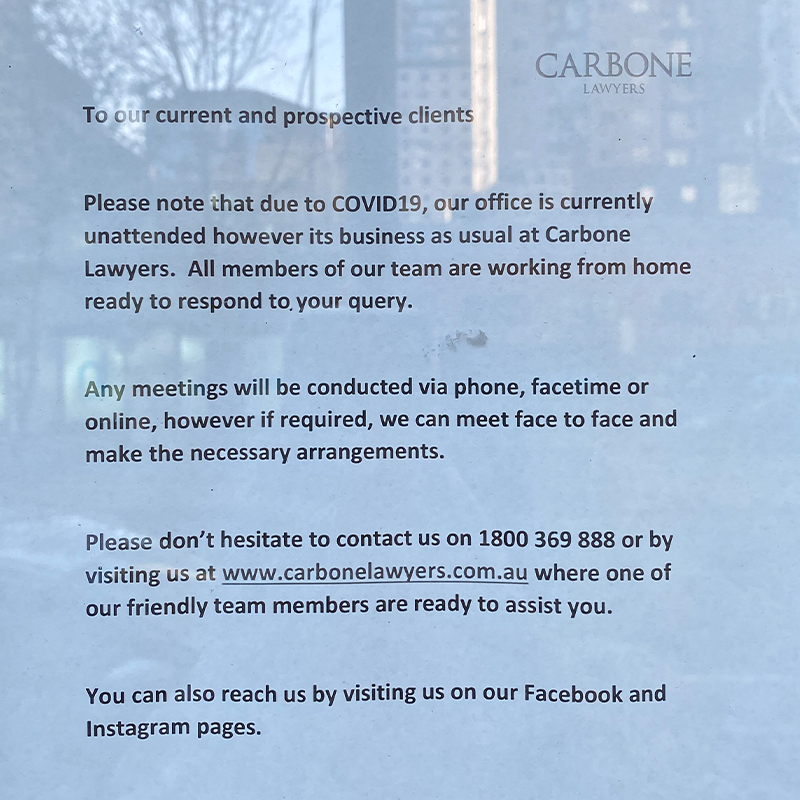 CARBONE
LAWYERS
To our current and prospective clients
Please note that due to COVID19, our office is currently
unattended however its business as usual at Carbone
Lawyers.  All members of our team are working from home
ready to respond to your query.
Any meetings will be conducted via phone, facetime or
online, however if required, we can meet face to face and
make the necessary arrangements.
Please don’t hesitate to contact us on 1800 369 888 or by
visiting us at www.carbonelawyers.com.au where one of
our friendly team members are ready to assist you.
You can also reach us by visiting us on our Facebook and
Instagram pages.